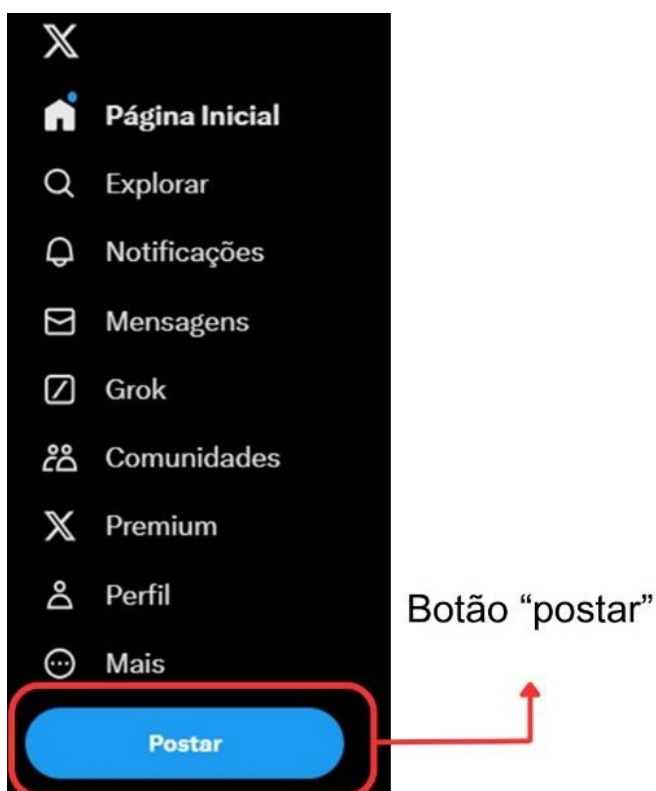 Página Inicial
Explorar
Notificações
Mensagens
Grok
Comunidades
Premium
Perfil
Mais
Postar
Botão “postar”